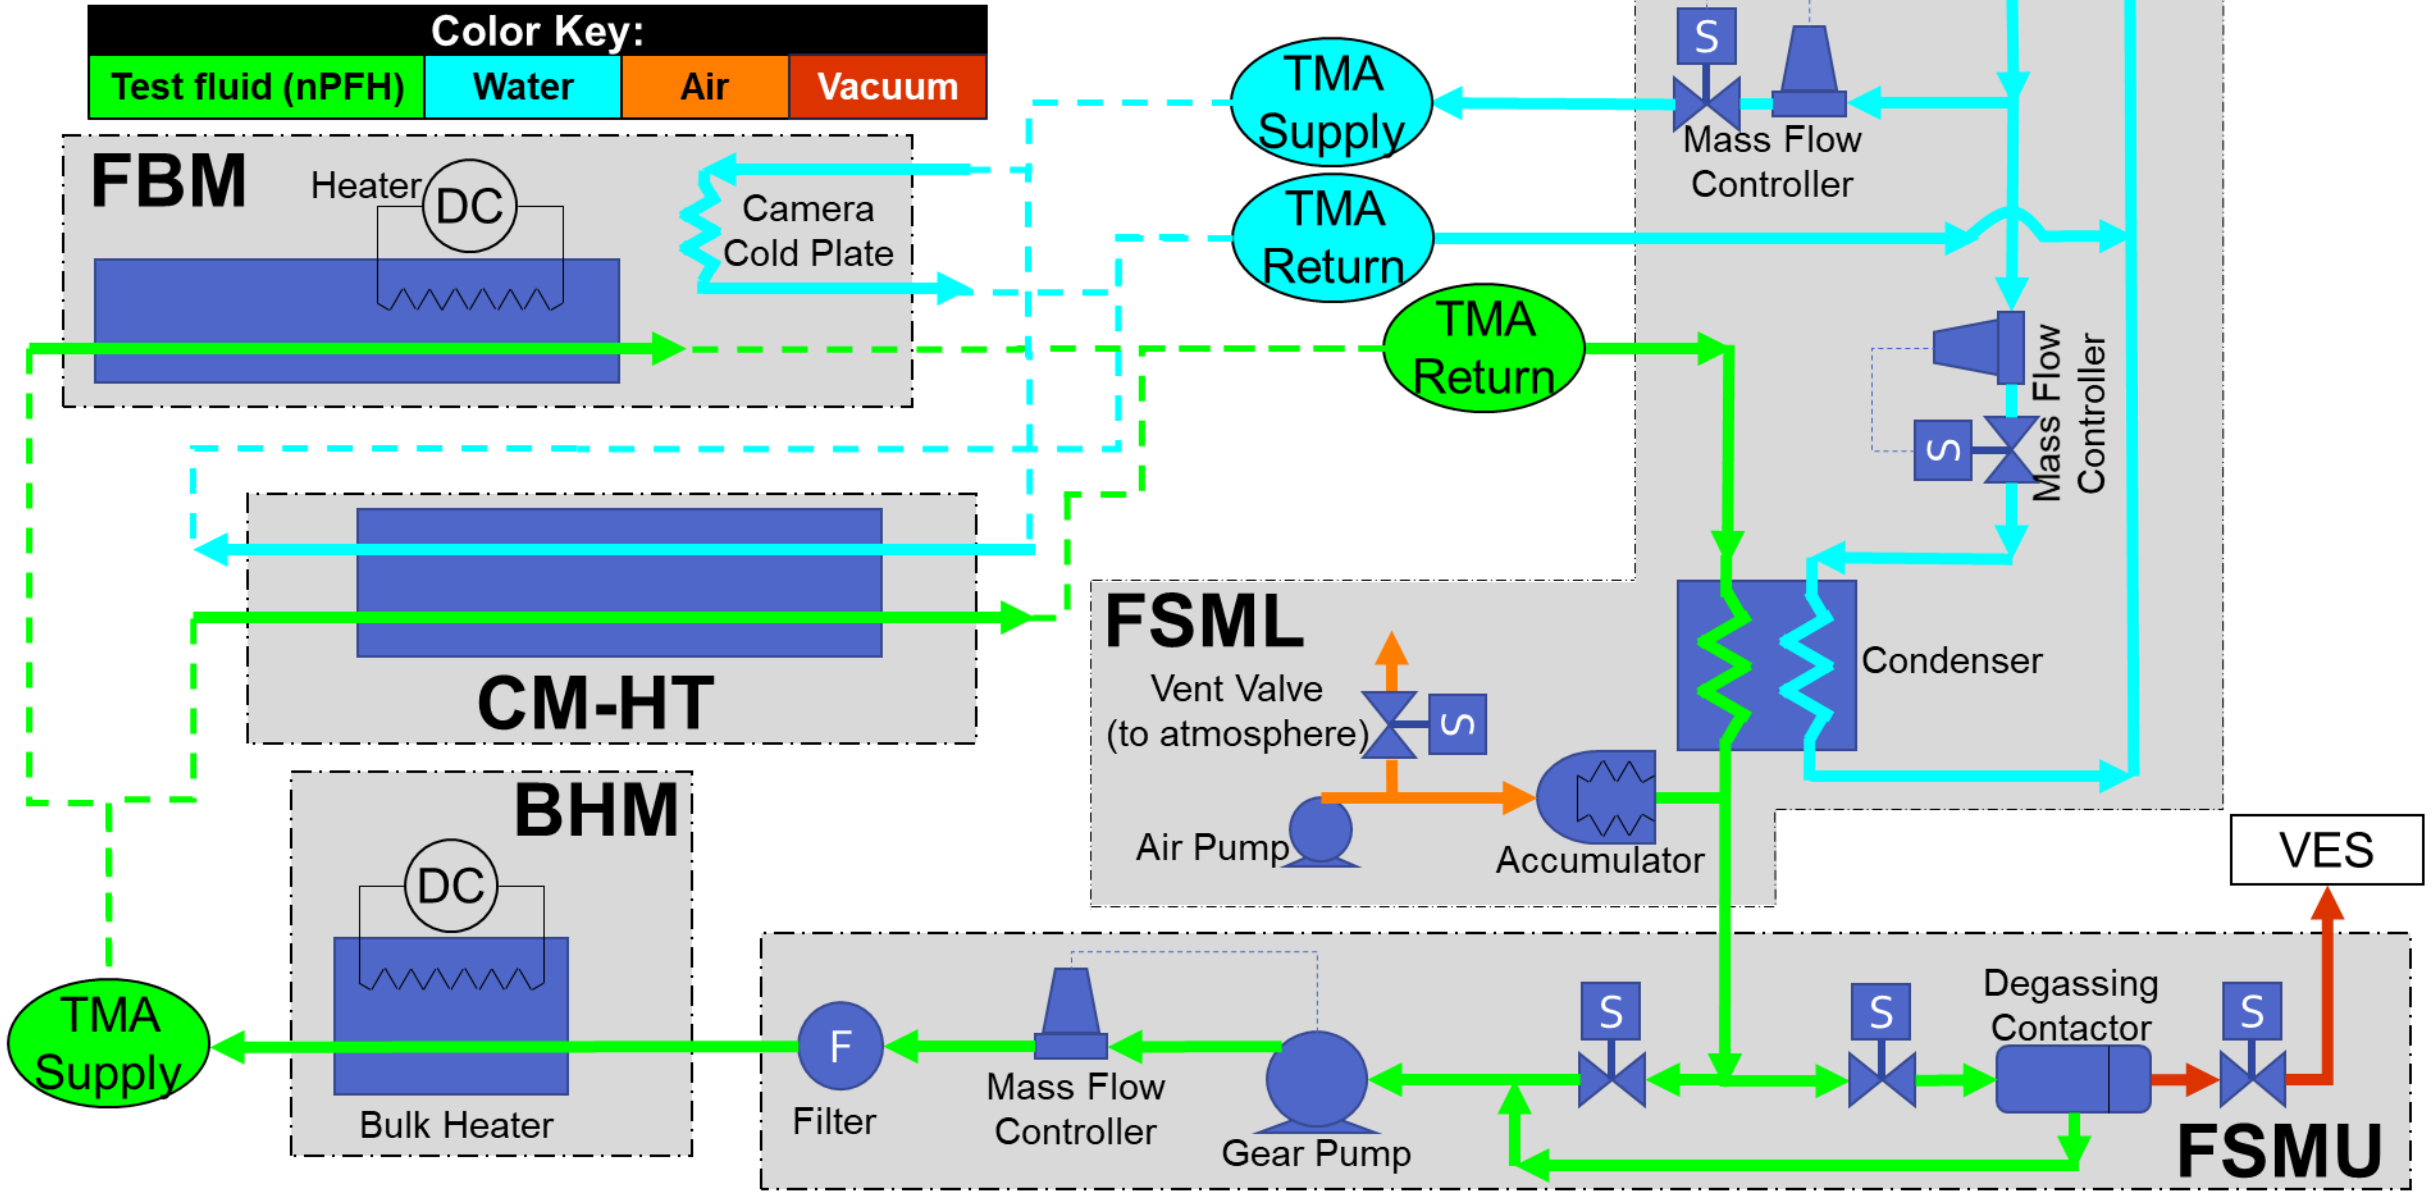 Color Key:
Test fluid (nPFH)
Water
Air
Vacuum
FBM
Heater
DC
Camera
Cold Plate
TMA
Supply
TMA
Return
TMA
Return
S
Mass Flow
Controller
Mass Flow
Controller
S
CM-HT
FSML
Vent Valve
(to atmosphere)
S
Condenser
Air Pump
Accumulator
BHM
DC
Bulk Heater
TMA
Supply
F
Filter
Mass Flow
Controller
Gear Pump
S
S
Degassing
Contactor
S
VES
FSMU